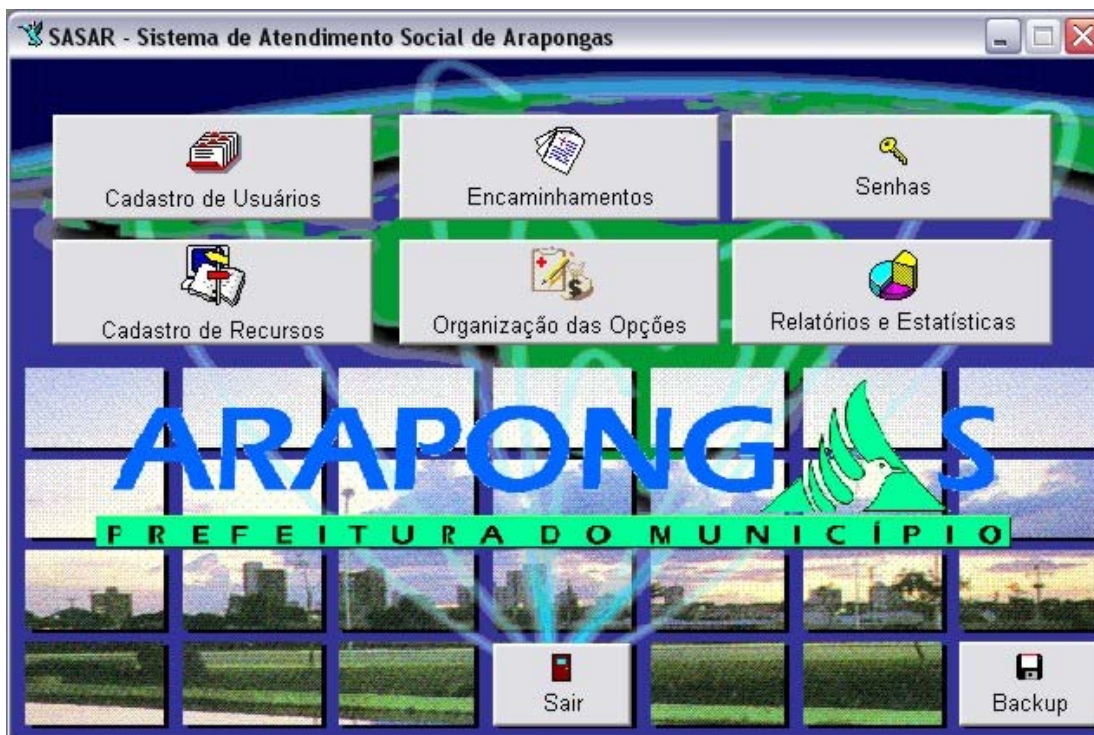 SASAR - Sistema de Atendimento Social de Arapongas
Cadastro de Usuários
Encaminhamentos
Senhas
Cadastro de Recursos
Organização das Opções
Relatórios e Estatísticas
ARAPONGAS
PREFEITURA DO MUNICÍPIO
Sair
Backup